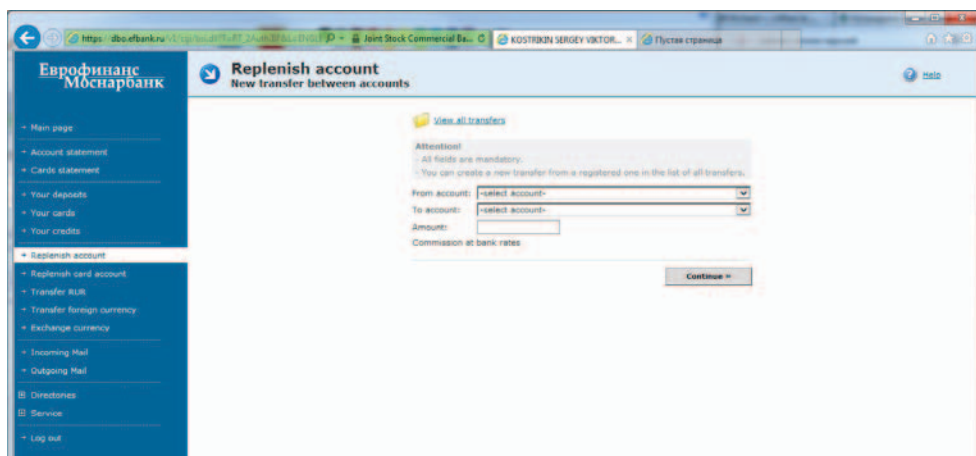 https://dbo.efbank.ru
Joint Stock Commercial Ba...
KOSTRIKIN SERGEY VIKTOR...
Пустая страница
Еврофинанс
Моснарбанк
Replenish account
New transfer between accounts
Help
Main page
Account statement
Cards statement
Your deposits
Your cards
Your credits
Replenish account
Replenish card account
Transfer RUR
Transfer foreign currency
Exchange currency
Incoming Mail
Outgoing Mail
Directories
Service
Log out
View all transfers
Attention!
- All fields are mandatory.
- You can create a new transfer from a registered one in the list of all transfers.
From account: -select account-
To account: -select account-
Amount:
Commission at bank rates
Continue »